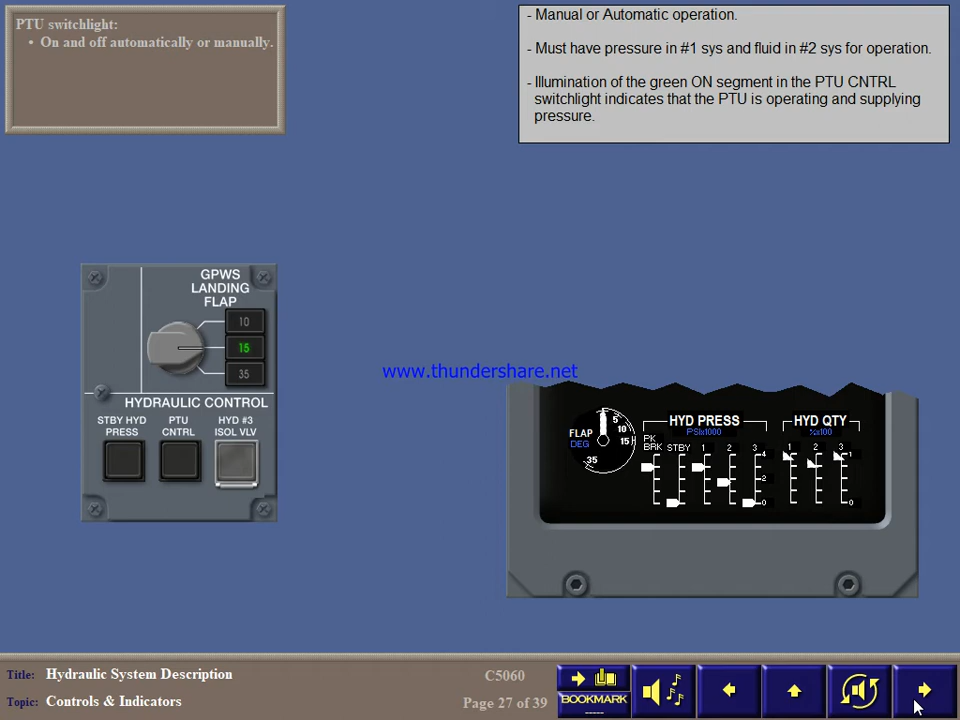 PTU switchlight:
• On and off automatically or manually.
- Manual or Automatic operation.
- Must have pressure in #1 sys and fluid in #2 sys for operation.
- Illumination of the green ON segment in the PTU CNTRL
switchlight indicates that the PTU is operating and supplying
pressure.
GPWS
LANDING
FLAP
10
15
35
HYDRAULIC CONTROL
STBY HYD
PRESS
PTU
CNTRL
HYD #3
ISOL VLV
www.thundershare.net
FLAP
DEG
0
5
10
15
35
HYD PRESS
PSIx1000
PK
BRK
STBY
1
2
3
4
2
0
HYD QTY
%x100
1
2
3
1
0
Title: Hydraulic System Description
Topic: Controls & Indicators
C5060
Page 27 of 39
BOOKMARK